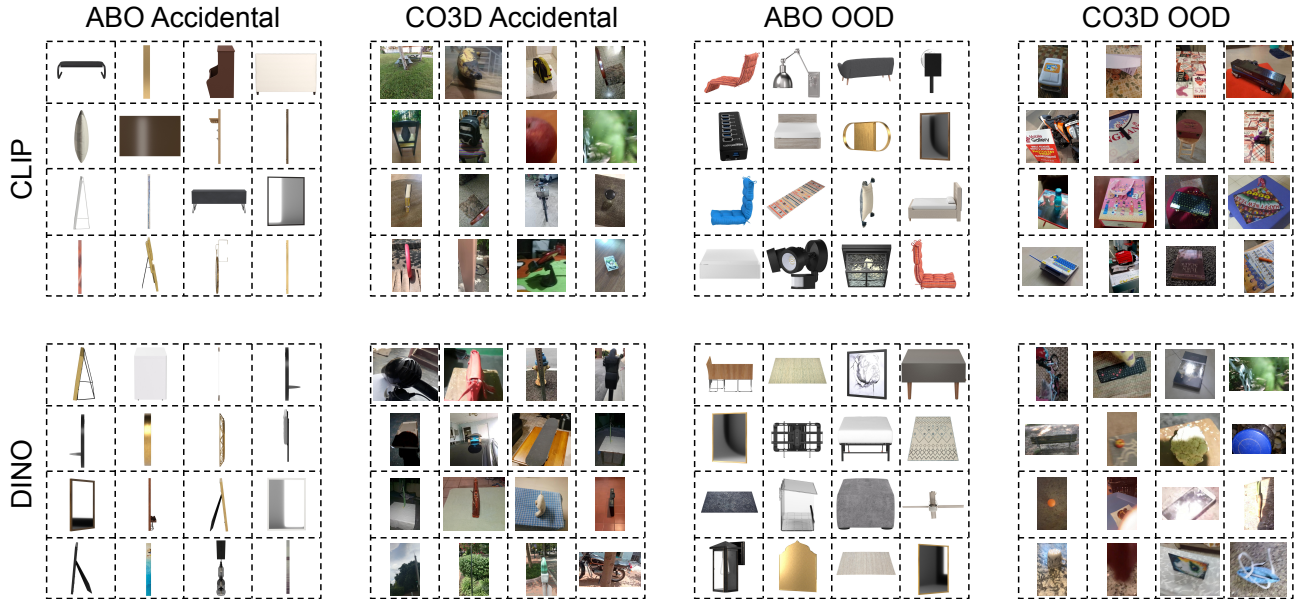 ABO Accidental
CO3D Accidental
ABO OOD
CO3D OOD
CLIP
DINO